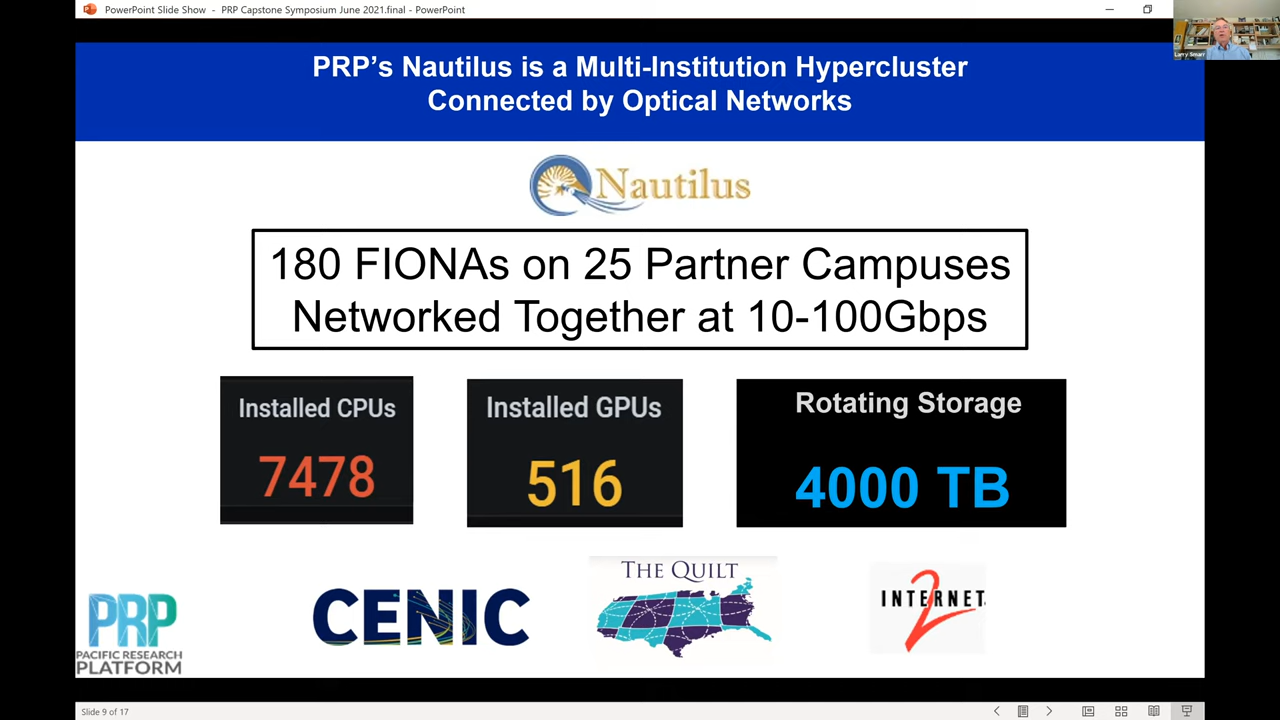 PowerPoint Slide Show - PRP Capstone Symposium June 2021.final - PowerPoint
Larry Smarr
PRP's Nautilus is a Multi-Institution Hypercluster
Connected by Optical Networks
Nautilus
180 FIONAs on 25 Partner Campuses
Networked Together at 10-100Gbps
Installed CPUs
7478
Installed GPUs
516
Rotating Storage
4000 TB
PRP
PACIFIC RESEARCH
PLATFORM
CENIC
THE QUILT
INTERNET
2
Slide 9 of 17